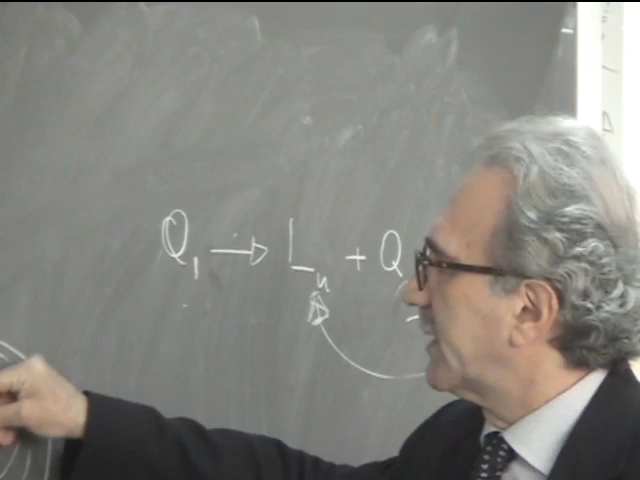 Q₁ → Lᵤ + Q